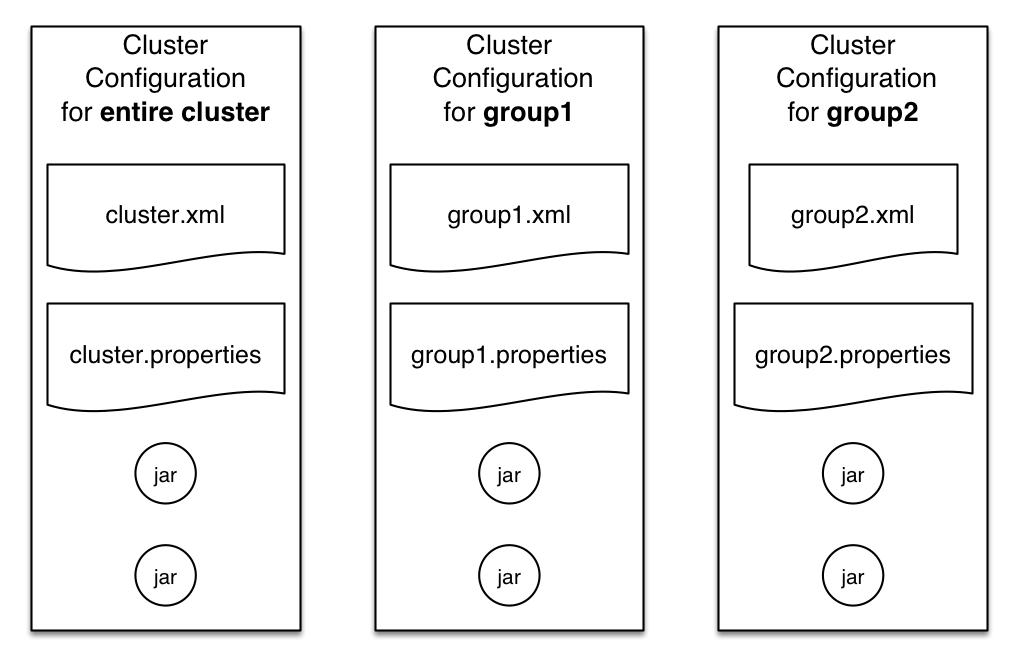 Cluster
Configuration
for entire cluster
cluster.xml
cluster.properties
jar
jar
Cluster
Configuration
for group1
group1.xml
group1.properties
jar
jar
Cluster
Configuration
for group2
group2.xml
group2.properties
jar
jar